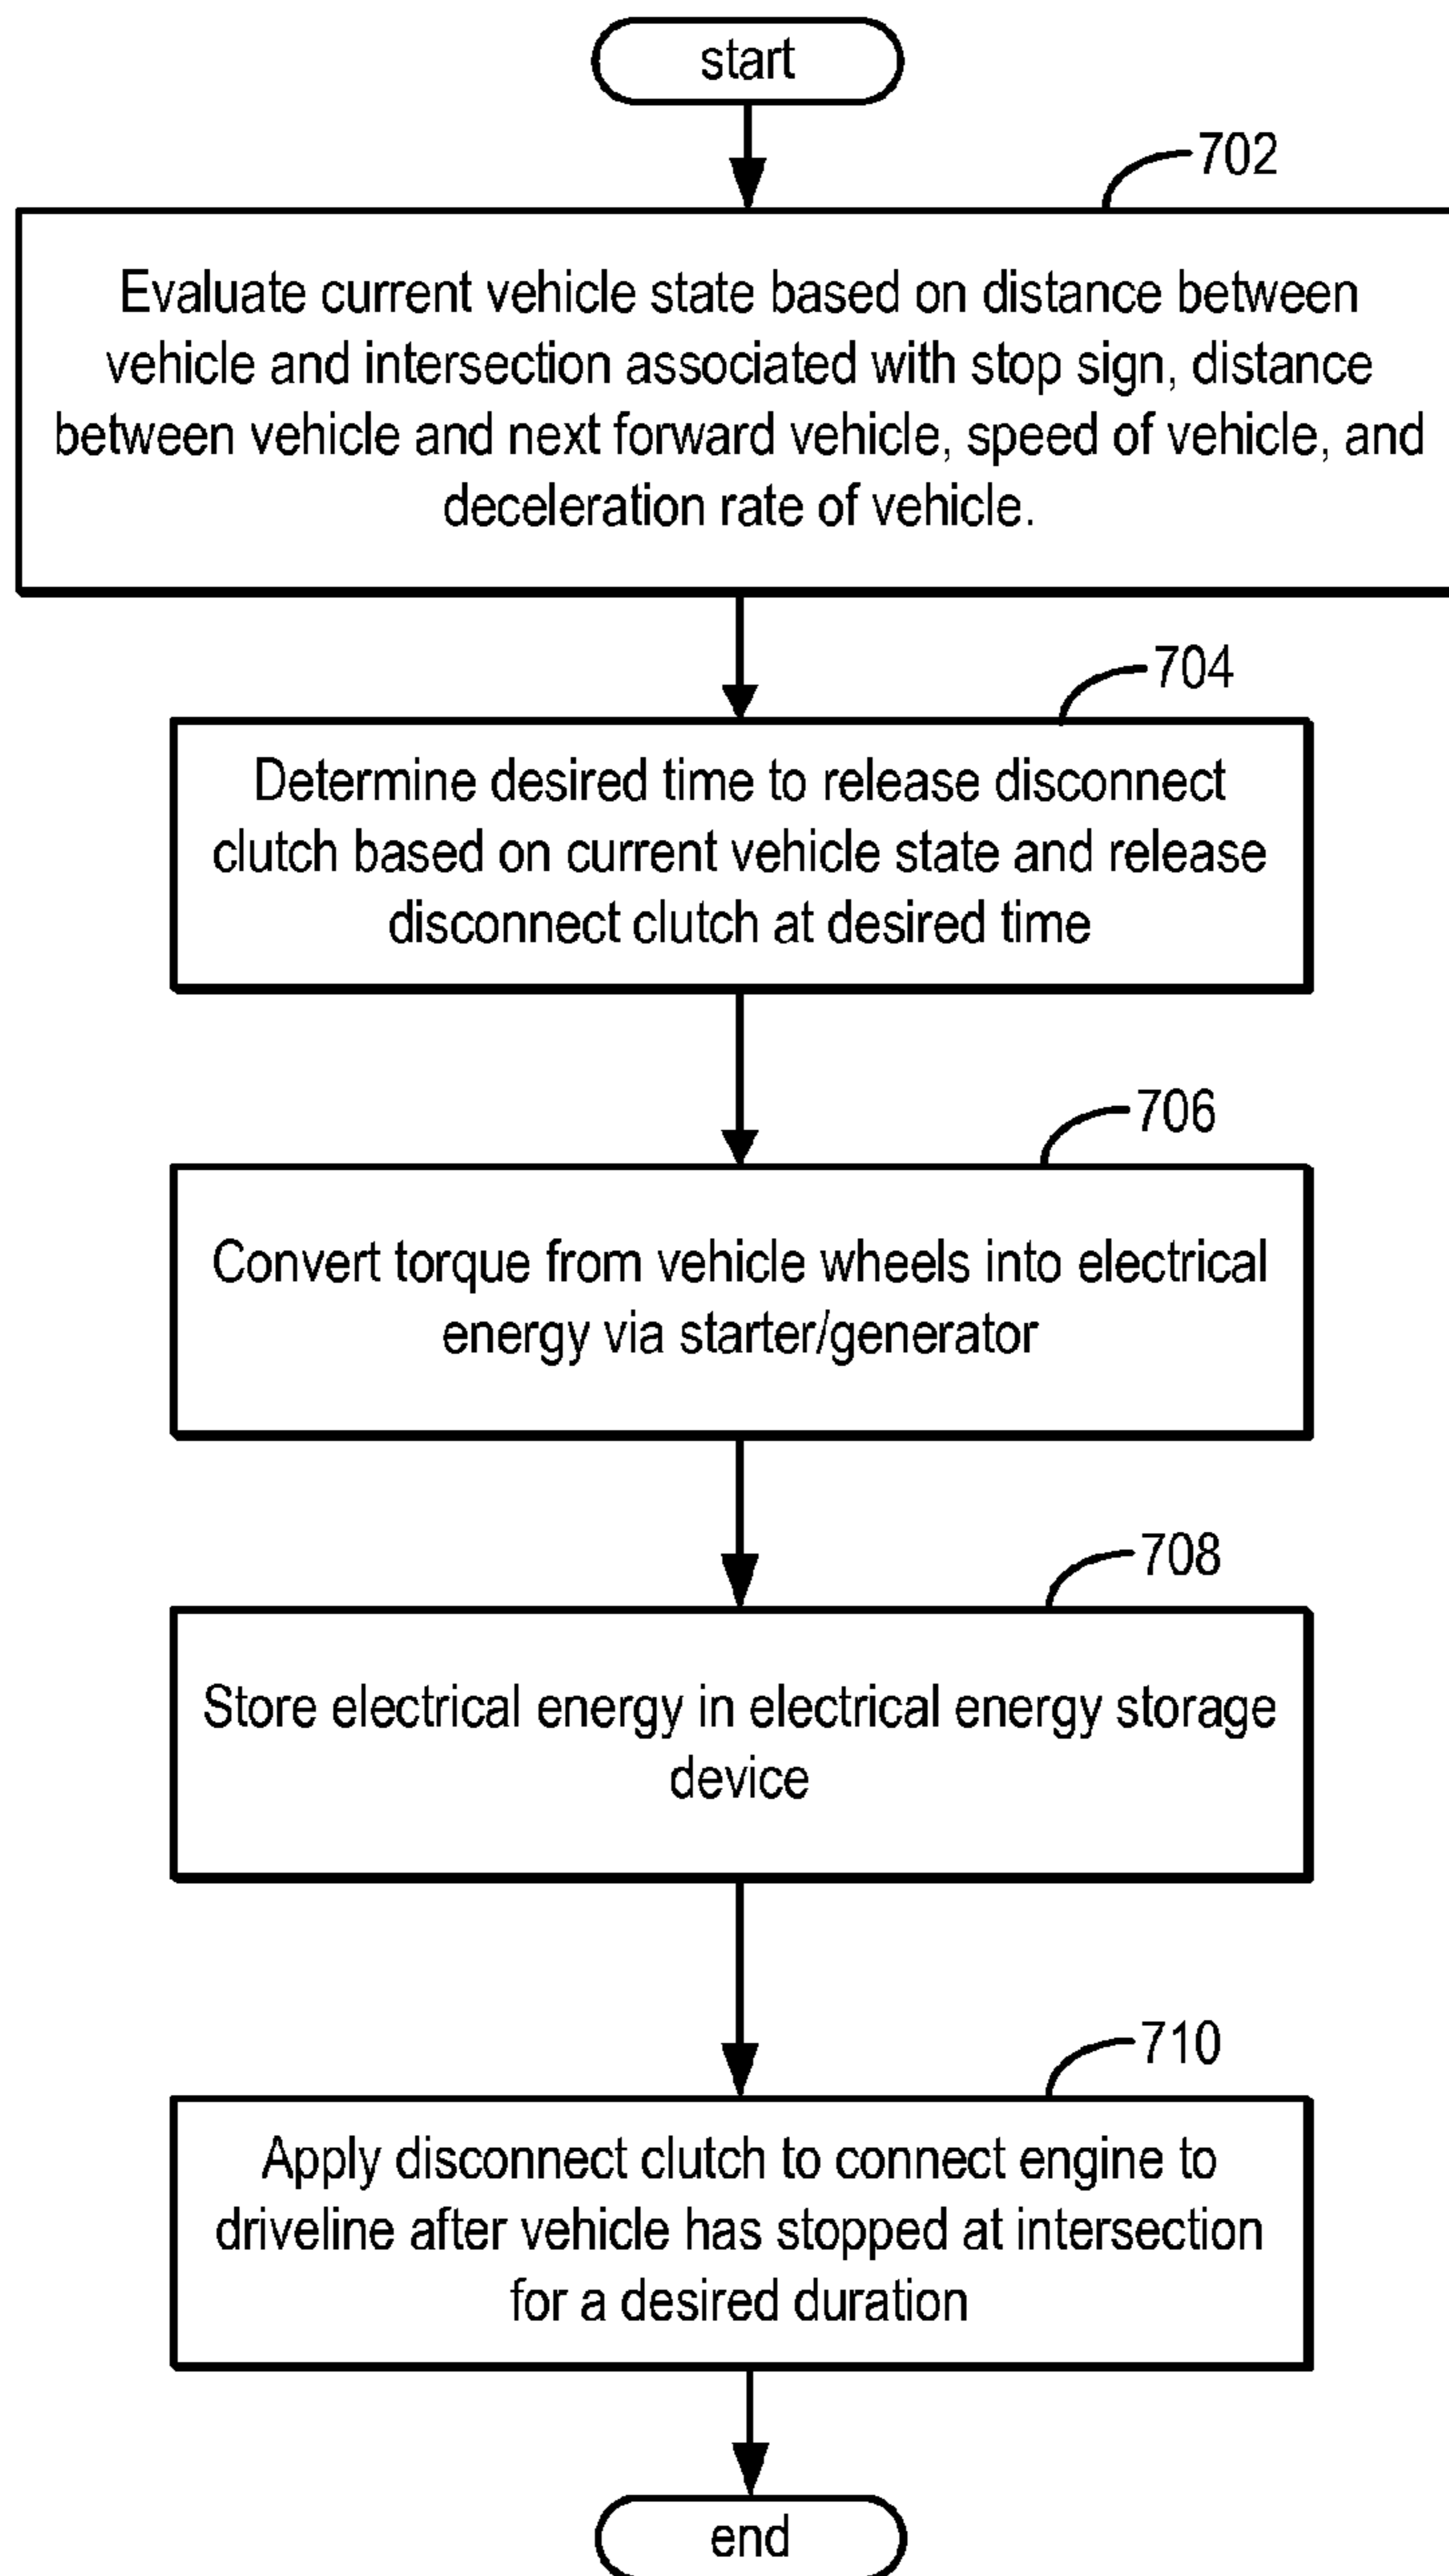 start
702
Evaluate current vehicle state based on distance between
vehicle and intersection associated with stop sign, distance
between vehicle and next forward vehicle, speed of vehicle, and
deceleration rate of vehicle.
704
Determine desired time to release disconnect
clutch based on current vehicle state and release
disconnect clutch at desired time
706
Convert torque from vehicle wheels into electrical
energy via starter/generator
708
Store electrical energy in electrical energy storage
device
710
Apply disconnect clutch to connect engine to
driveline after vehicle has stopped at intersection
for a desired duration
end